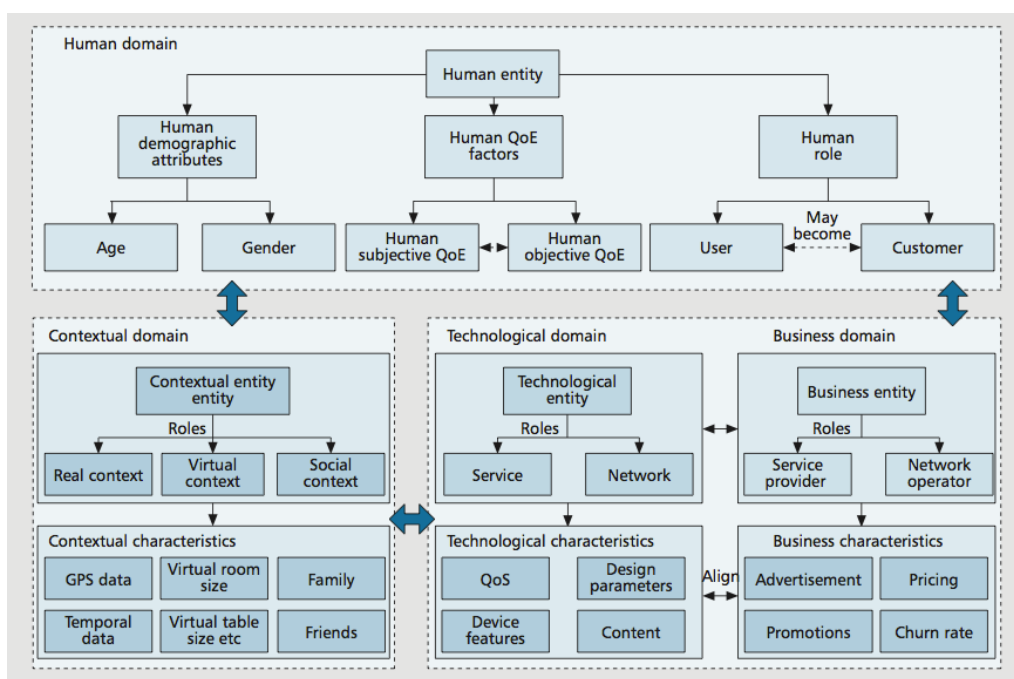 Human domain
Human entity
Human
demographic
attributes
Human QoE
factors
Human
role
Age
Gender
Human
subjective QoE
Human
objective QoE
User
May
become
Customer
Contextual domain
Contextual entity
entity
Roles
Real context
Virtual
context
Social
context
Contextual characteristics
GPS data
Virtual room
size
Family
Temporal
data
Virtual table
size etc
Friends
Technological domain
Technological
entity
Roles
Service
Network
Technological characteristics
QoS
Design
parameters
Device
features
Content
Align
Business domain
Business entity
Roles
Service
provider
Network
operator
Business characteristics
Advertisement
Pricing
Promotions
Churn rate